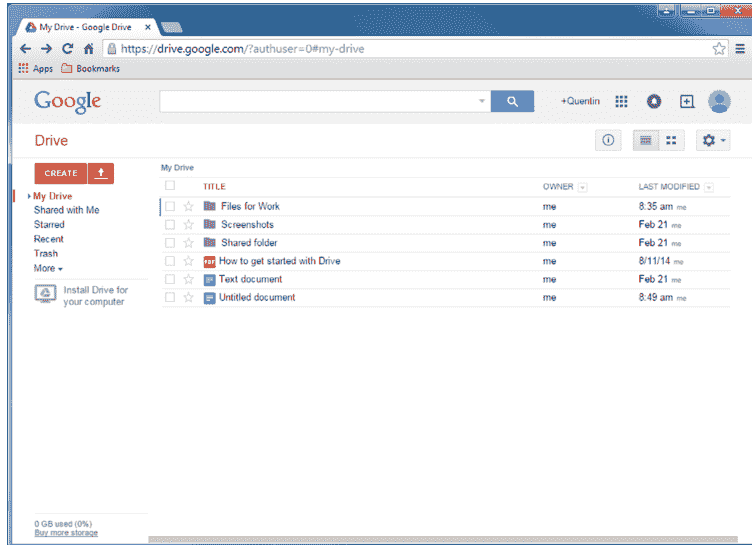 My Drive - Google Drive
https://drive.google.com/?authuser=0#my-drive
Apps Bookmarks
Google +Quentin
Drive
CREATE
My Drive
Shared with Me
Starred
Recent
Trash
More
Install Drive for
your computer
My Drive
TITLE OWNER LAST MODIFIED
Files for Work me 8:35 am me
Screenshots me Feb 21 me
Shared folder me Feb 21 me
PDF How to get started with Drive me 8/11/14 me
Text document me Feb 21 me
Untitled document me 8:49 am me
0 GB used (0%)
Buy more storage